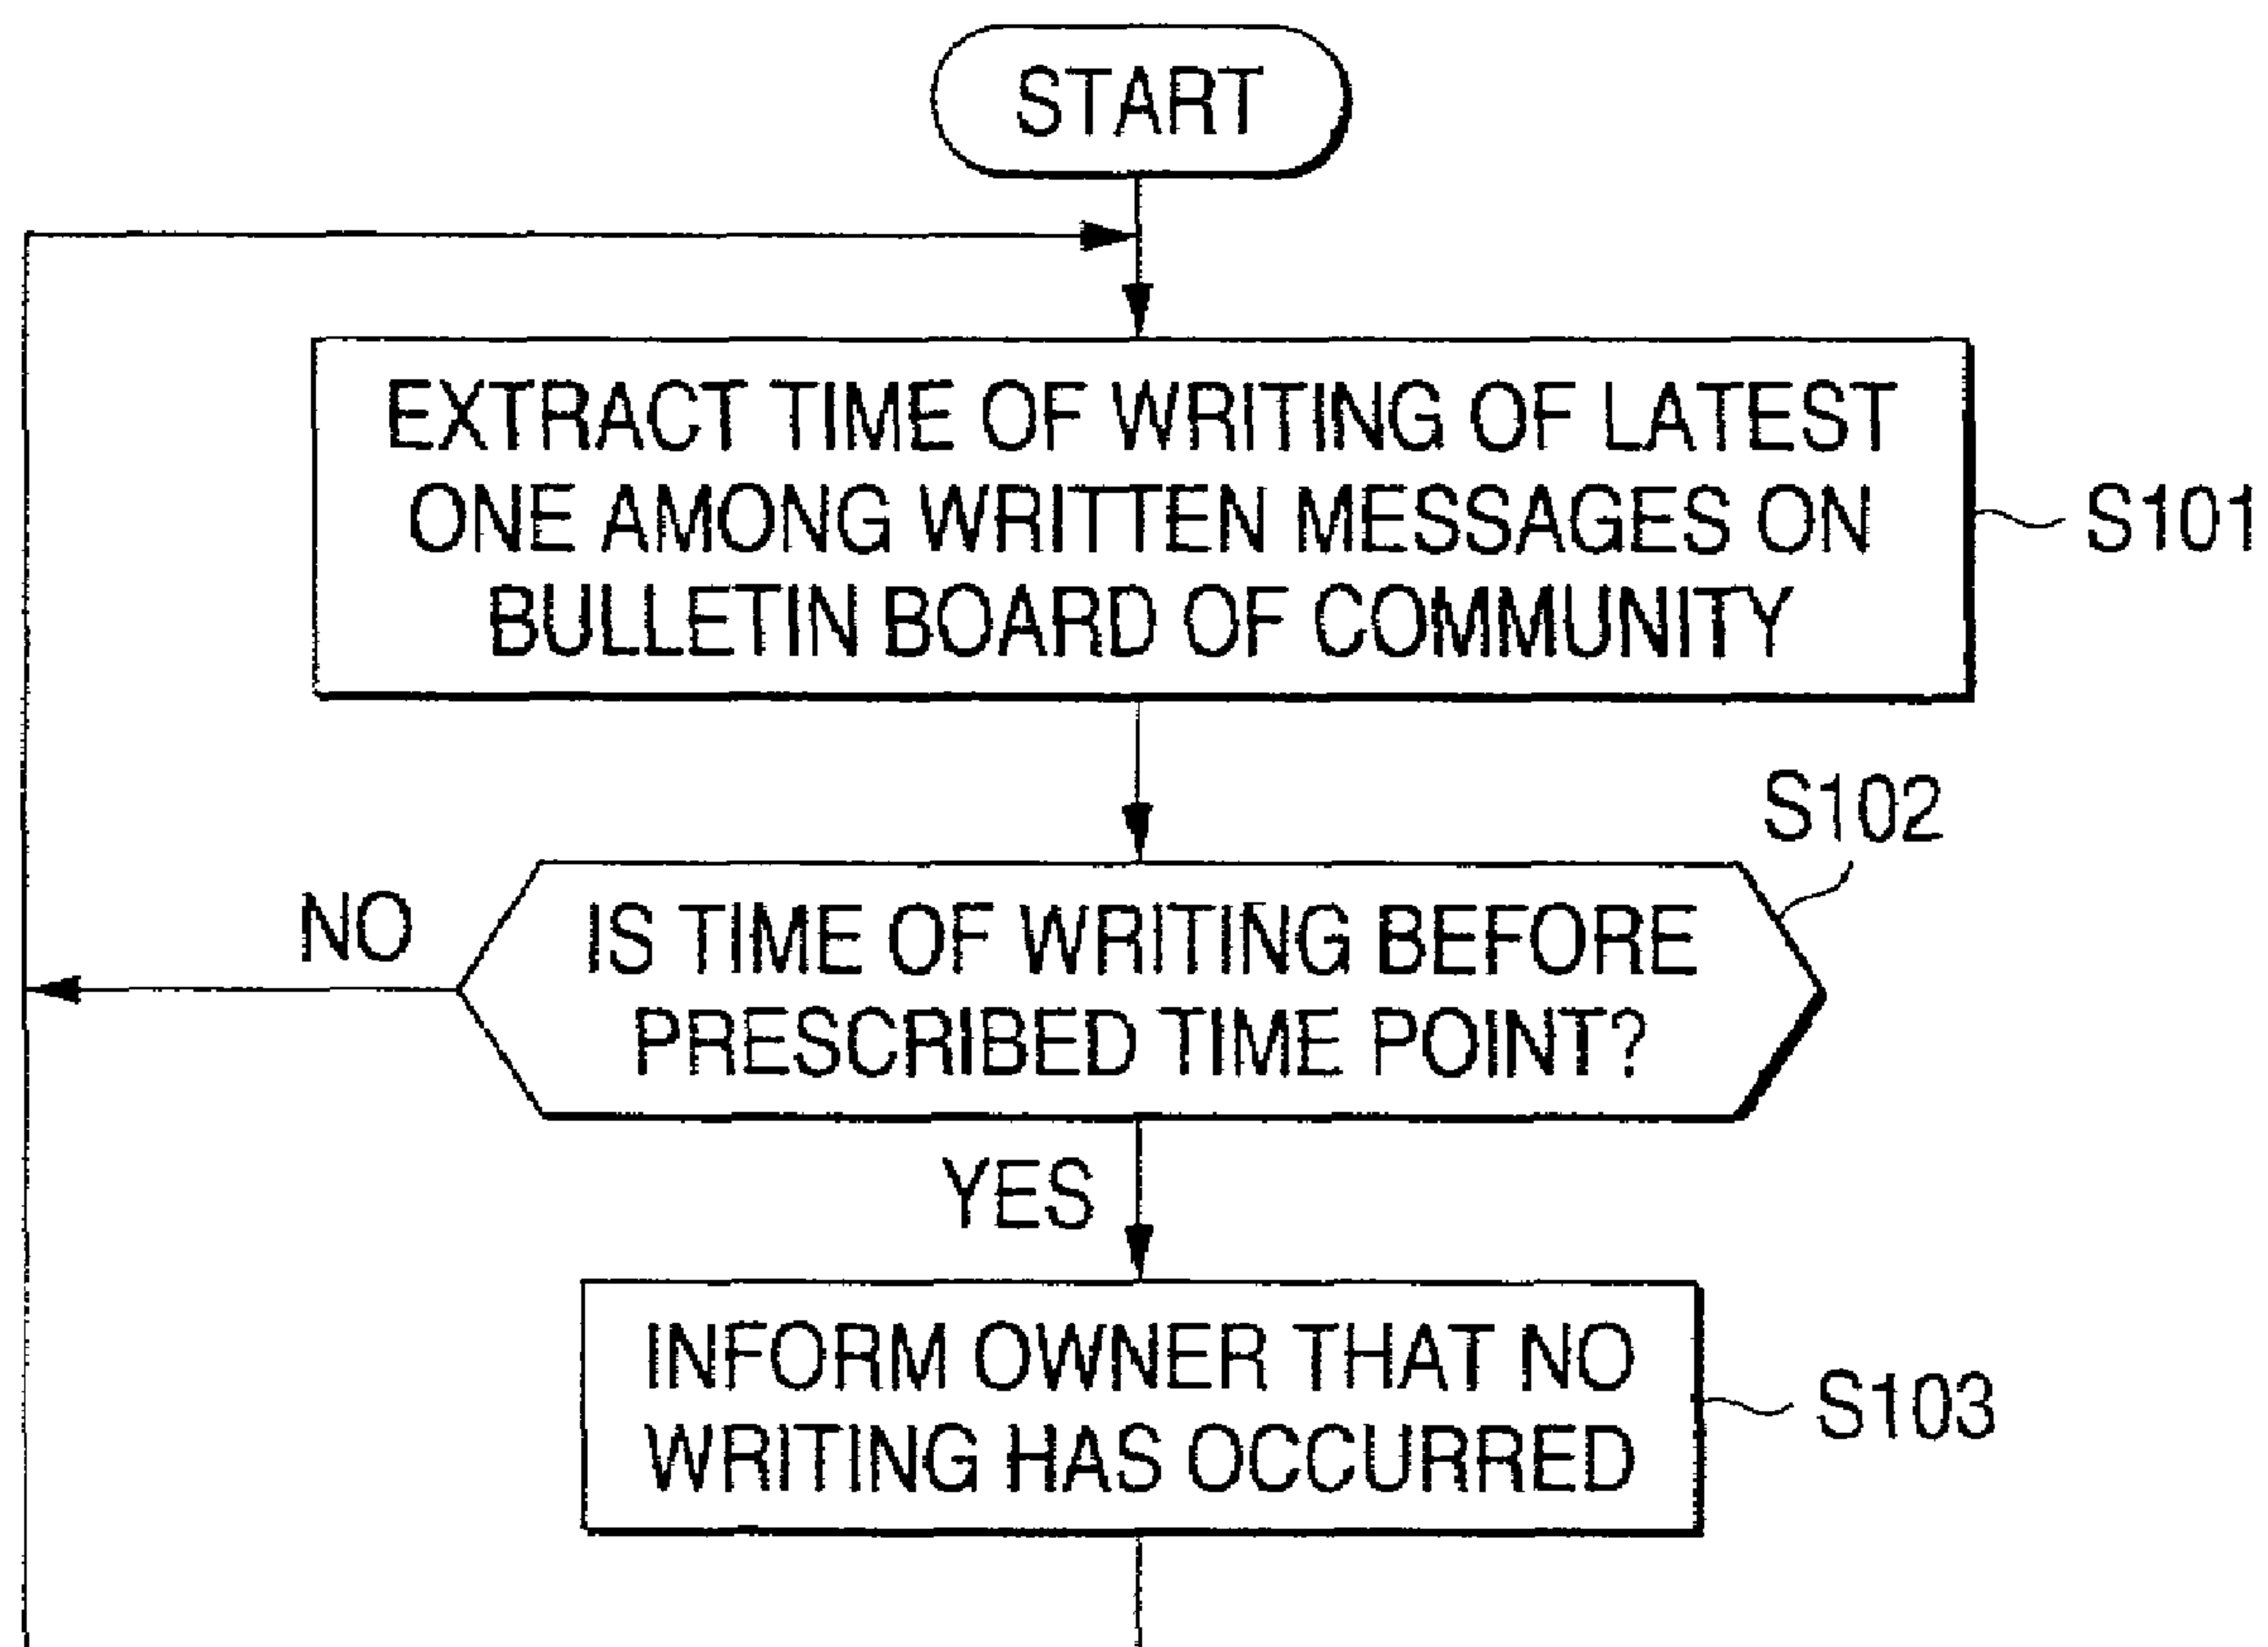 START
EXTRACT TIME OF WRITING OF LATEST
ONE AMONG WRITTEN MESSAGES ON
BULLETIN BOARD OF COMMUNITY
S101
S102
NO
IS TIME OF WRITING BEFORE
PRESCRIBED TIME POINT?
YES
INFORM OWNER THAT NO
WRITING HAS OCCURRED
S103